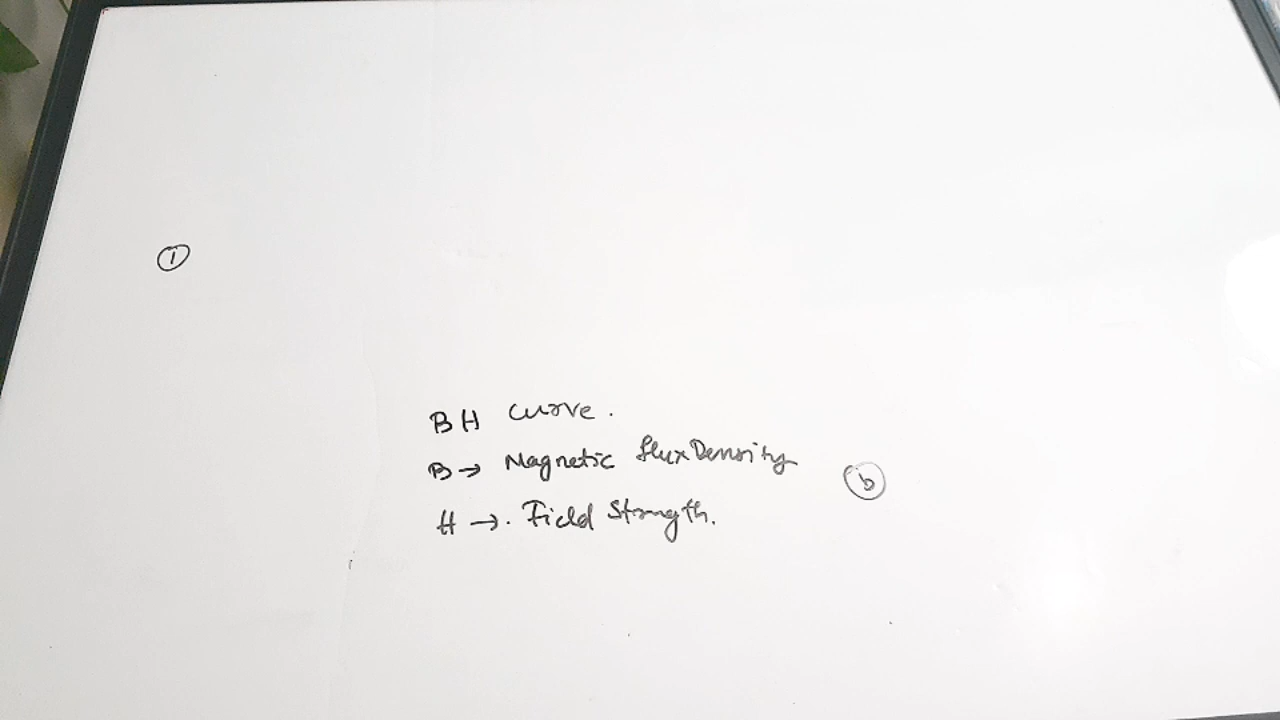 ①
BH curve.
B→ Magnetic flux Density
ⓑ
H →. Field Strength.